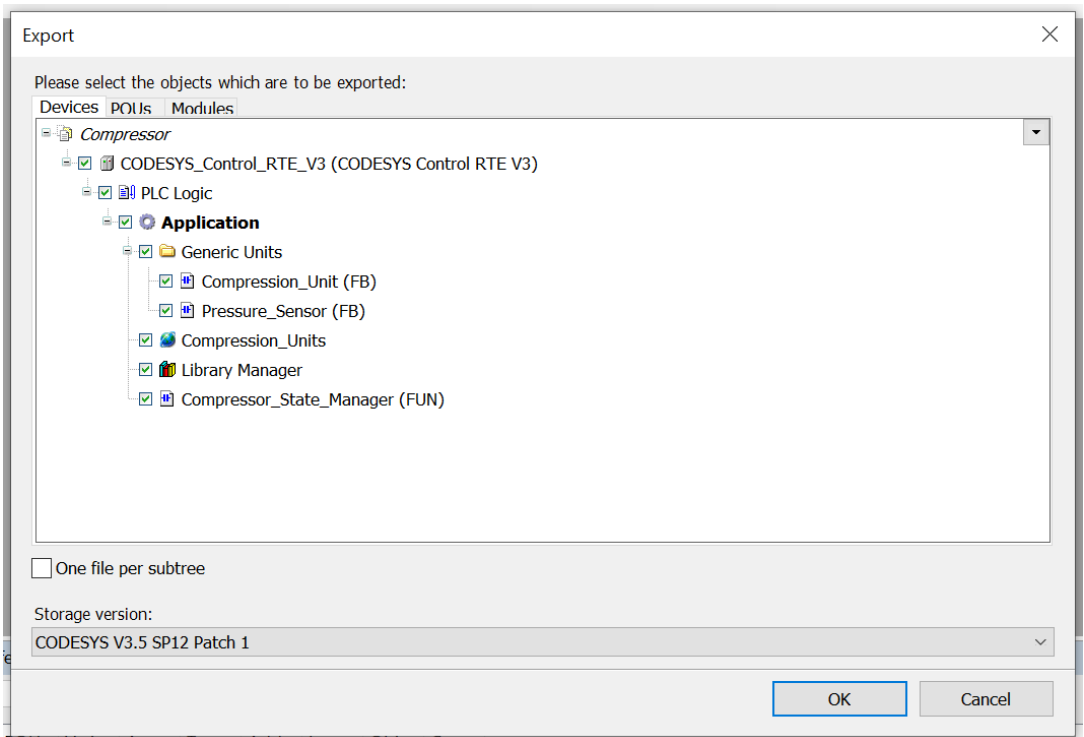 Export
Please select the objects which are to be exported:
Devices POUs Modules
Compressor
CODESYS_Control_RTE_V3 (CODESYS Control RTE V3)
PLC Logic
Application
Generic Units
Compression_Unit (FB)
Pressure_Sensor (FB)
Compression_Units
Library Manager
Compressor_State_Manager (FUN)
One file per subtree
Storage version:
CODESYS V3.5 SP12 Patch 1
OK Cancel